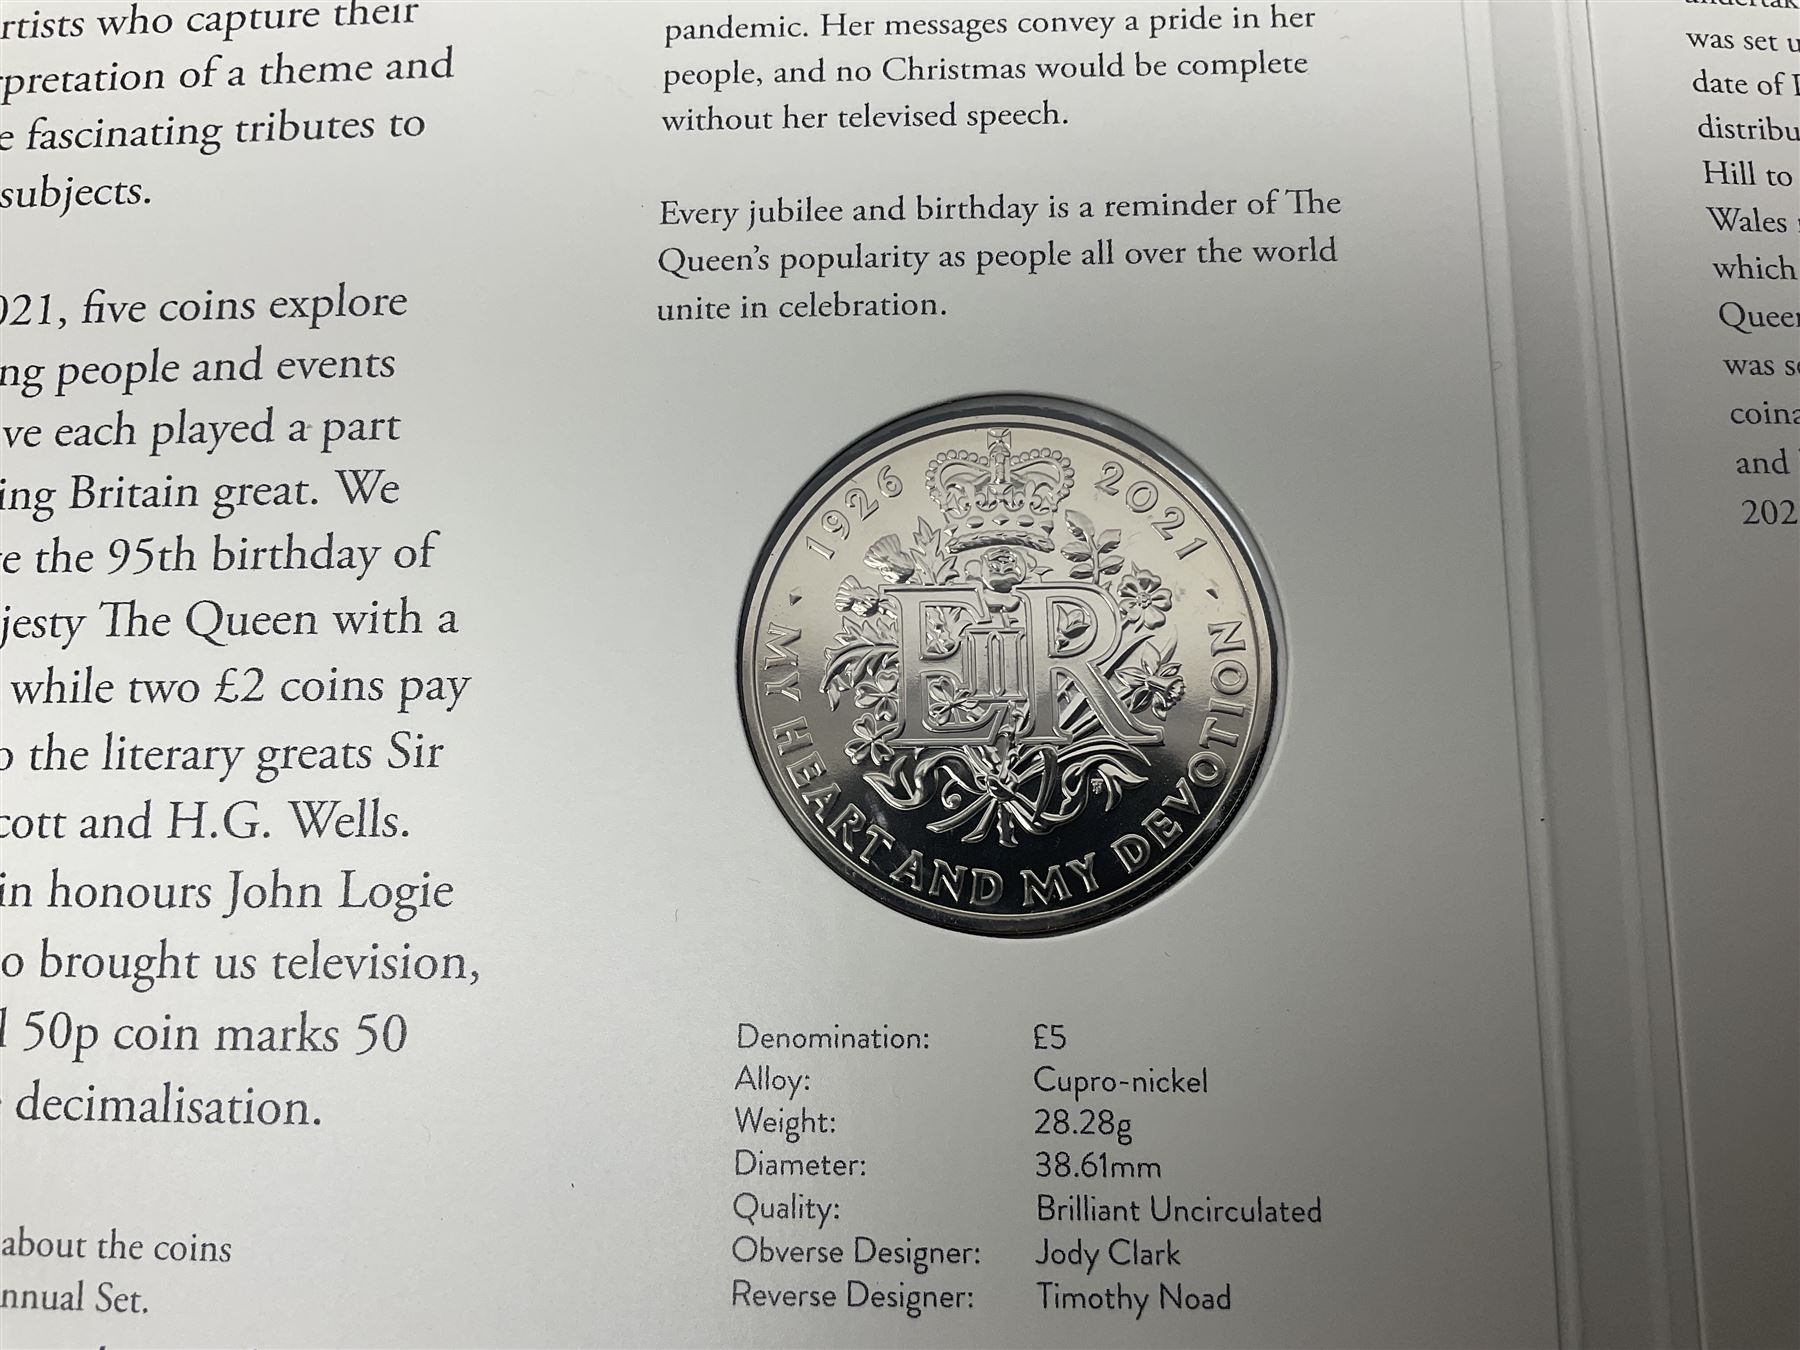 artists who capture their
pretation of a theme and
fascinating tributes to
subjects.
021, five coins explore
people and events
ve each played a part
ing Britain great. We
the 95th birthday of
jesty The Queen with a
while two £2 coins pay
the literary greats Sir
cott and H.G. Wells.
in honours John Logie
o brought us television,
50p coin marks 50
decimalisation.
about the coins
nnual Set.
pandemic. Her messages convey a pride in her
people, and no Christmas would be complete
without her televised speech.
Every jubilee and birthday is a reminder of The
Queen's popularity as people all over the world
unite in celebration.
1926 2021
EIIR
MY HEART AND MY DEVOTION
Denomination: £5
Alloy: Cupro-nickel
Weight: 28.28g
Diameter: 38.61mm
Quality: Brilliant Uncirculated
Obverse Designer: Jody Clark
Reverse Designer: Timothy Noad
was set u
date of
distribu
Hill to
Wales
which
Queen
was se
coina
and
202